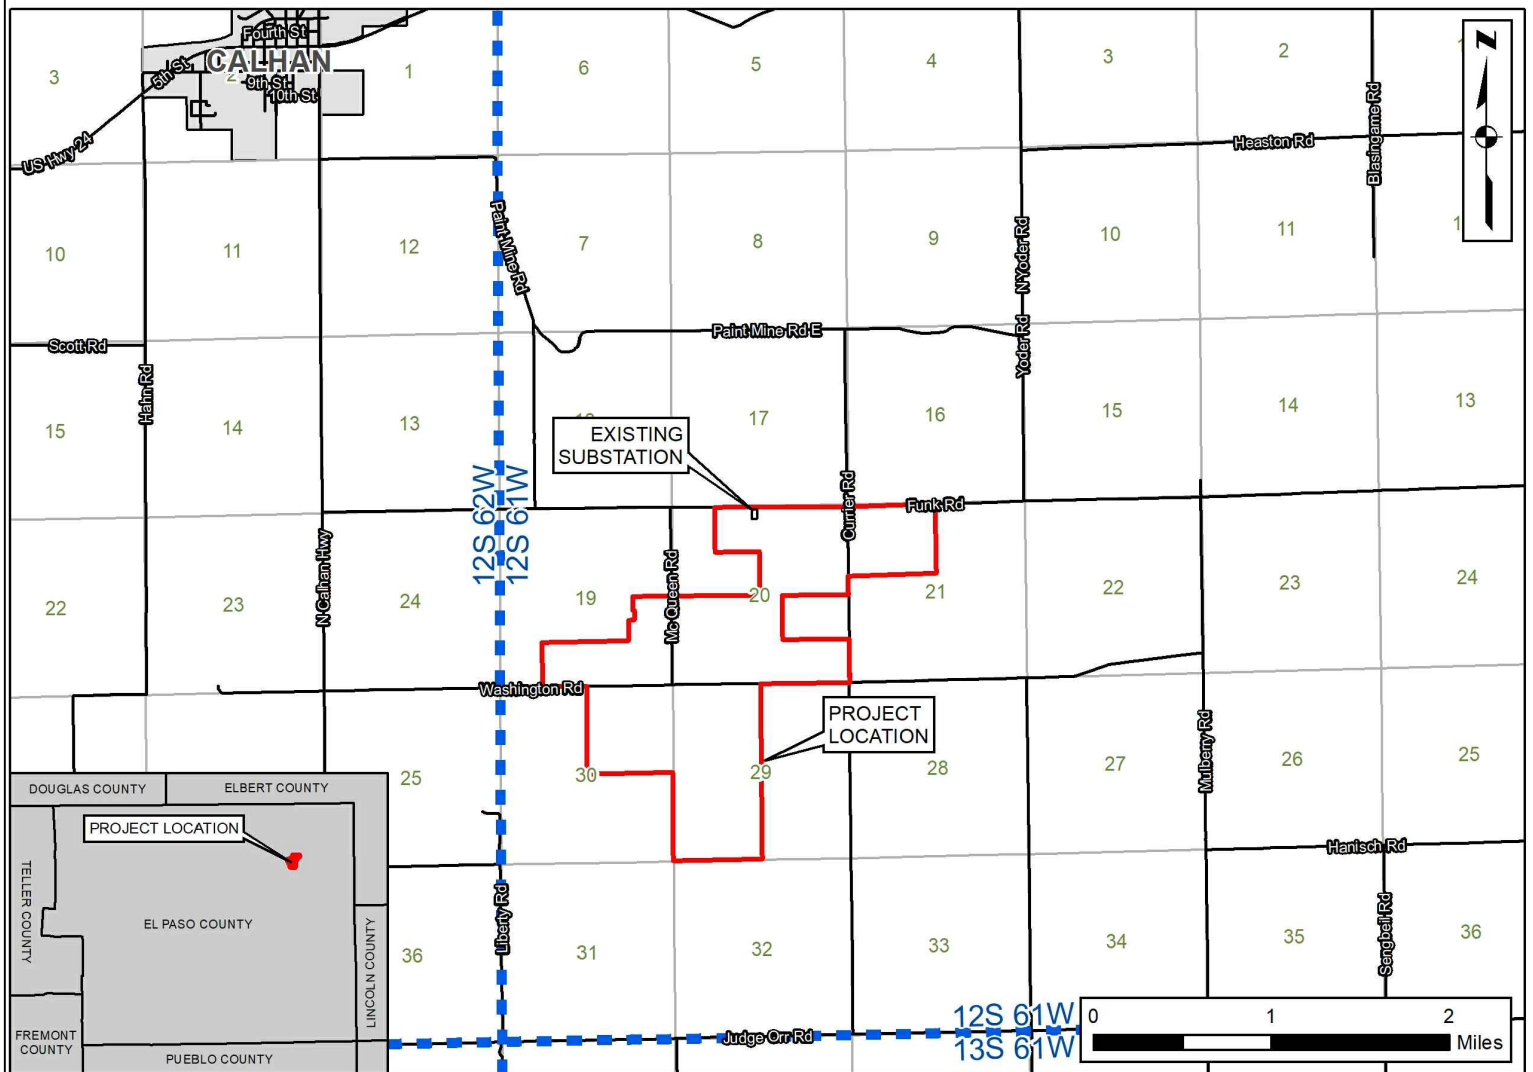 Fourth St
CALHAN
5th St
2
9th St
10th St
US Hwy 24
3
1
6
5
4
3
2
1
Z
Heaston Rd
Blasingame Rd
Paint Mine Rd
N Yoder Rd
10
11
12
7
8
9
10
11
1
Scott Rd
Paint Mine Rd E
Yoder Rd
Hahn Rd
15
14
13
17
16
15
14
13
EXISTING
SUBSTATION
12S 62W
12S 61W
Currier Rd
Funk Rd
N Calhan Hwy
Mc Queen Rd
22
23
24
19
20
21
22
23
24
Washington Rd
PROJECT
LOCATION
Mulberry Rd
25
30
29
28
27
26
25
DOUGLAS COUNTY
ELBERT COUNTY
PROJECT LOCATION
TELLER COUNTY
EL PASO COUNTY
LINCOLN COUNTY
FREMONT
COUNTY
PUEBLO COUNTY
Hanisch Rd
Liberty Rd
Sengbeil Rd
36
31
32
33
34
35
36
Judge Orr Rd
12S 61W
13S 61W
0
1
2
Miles